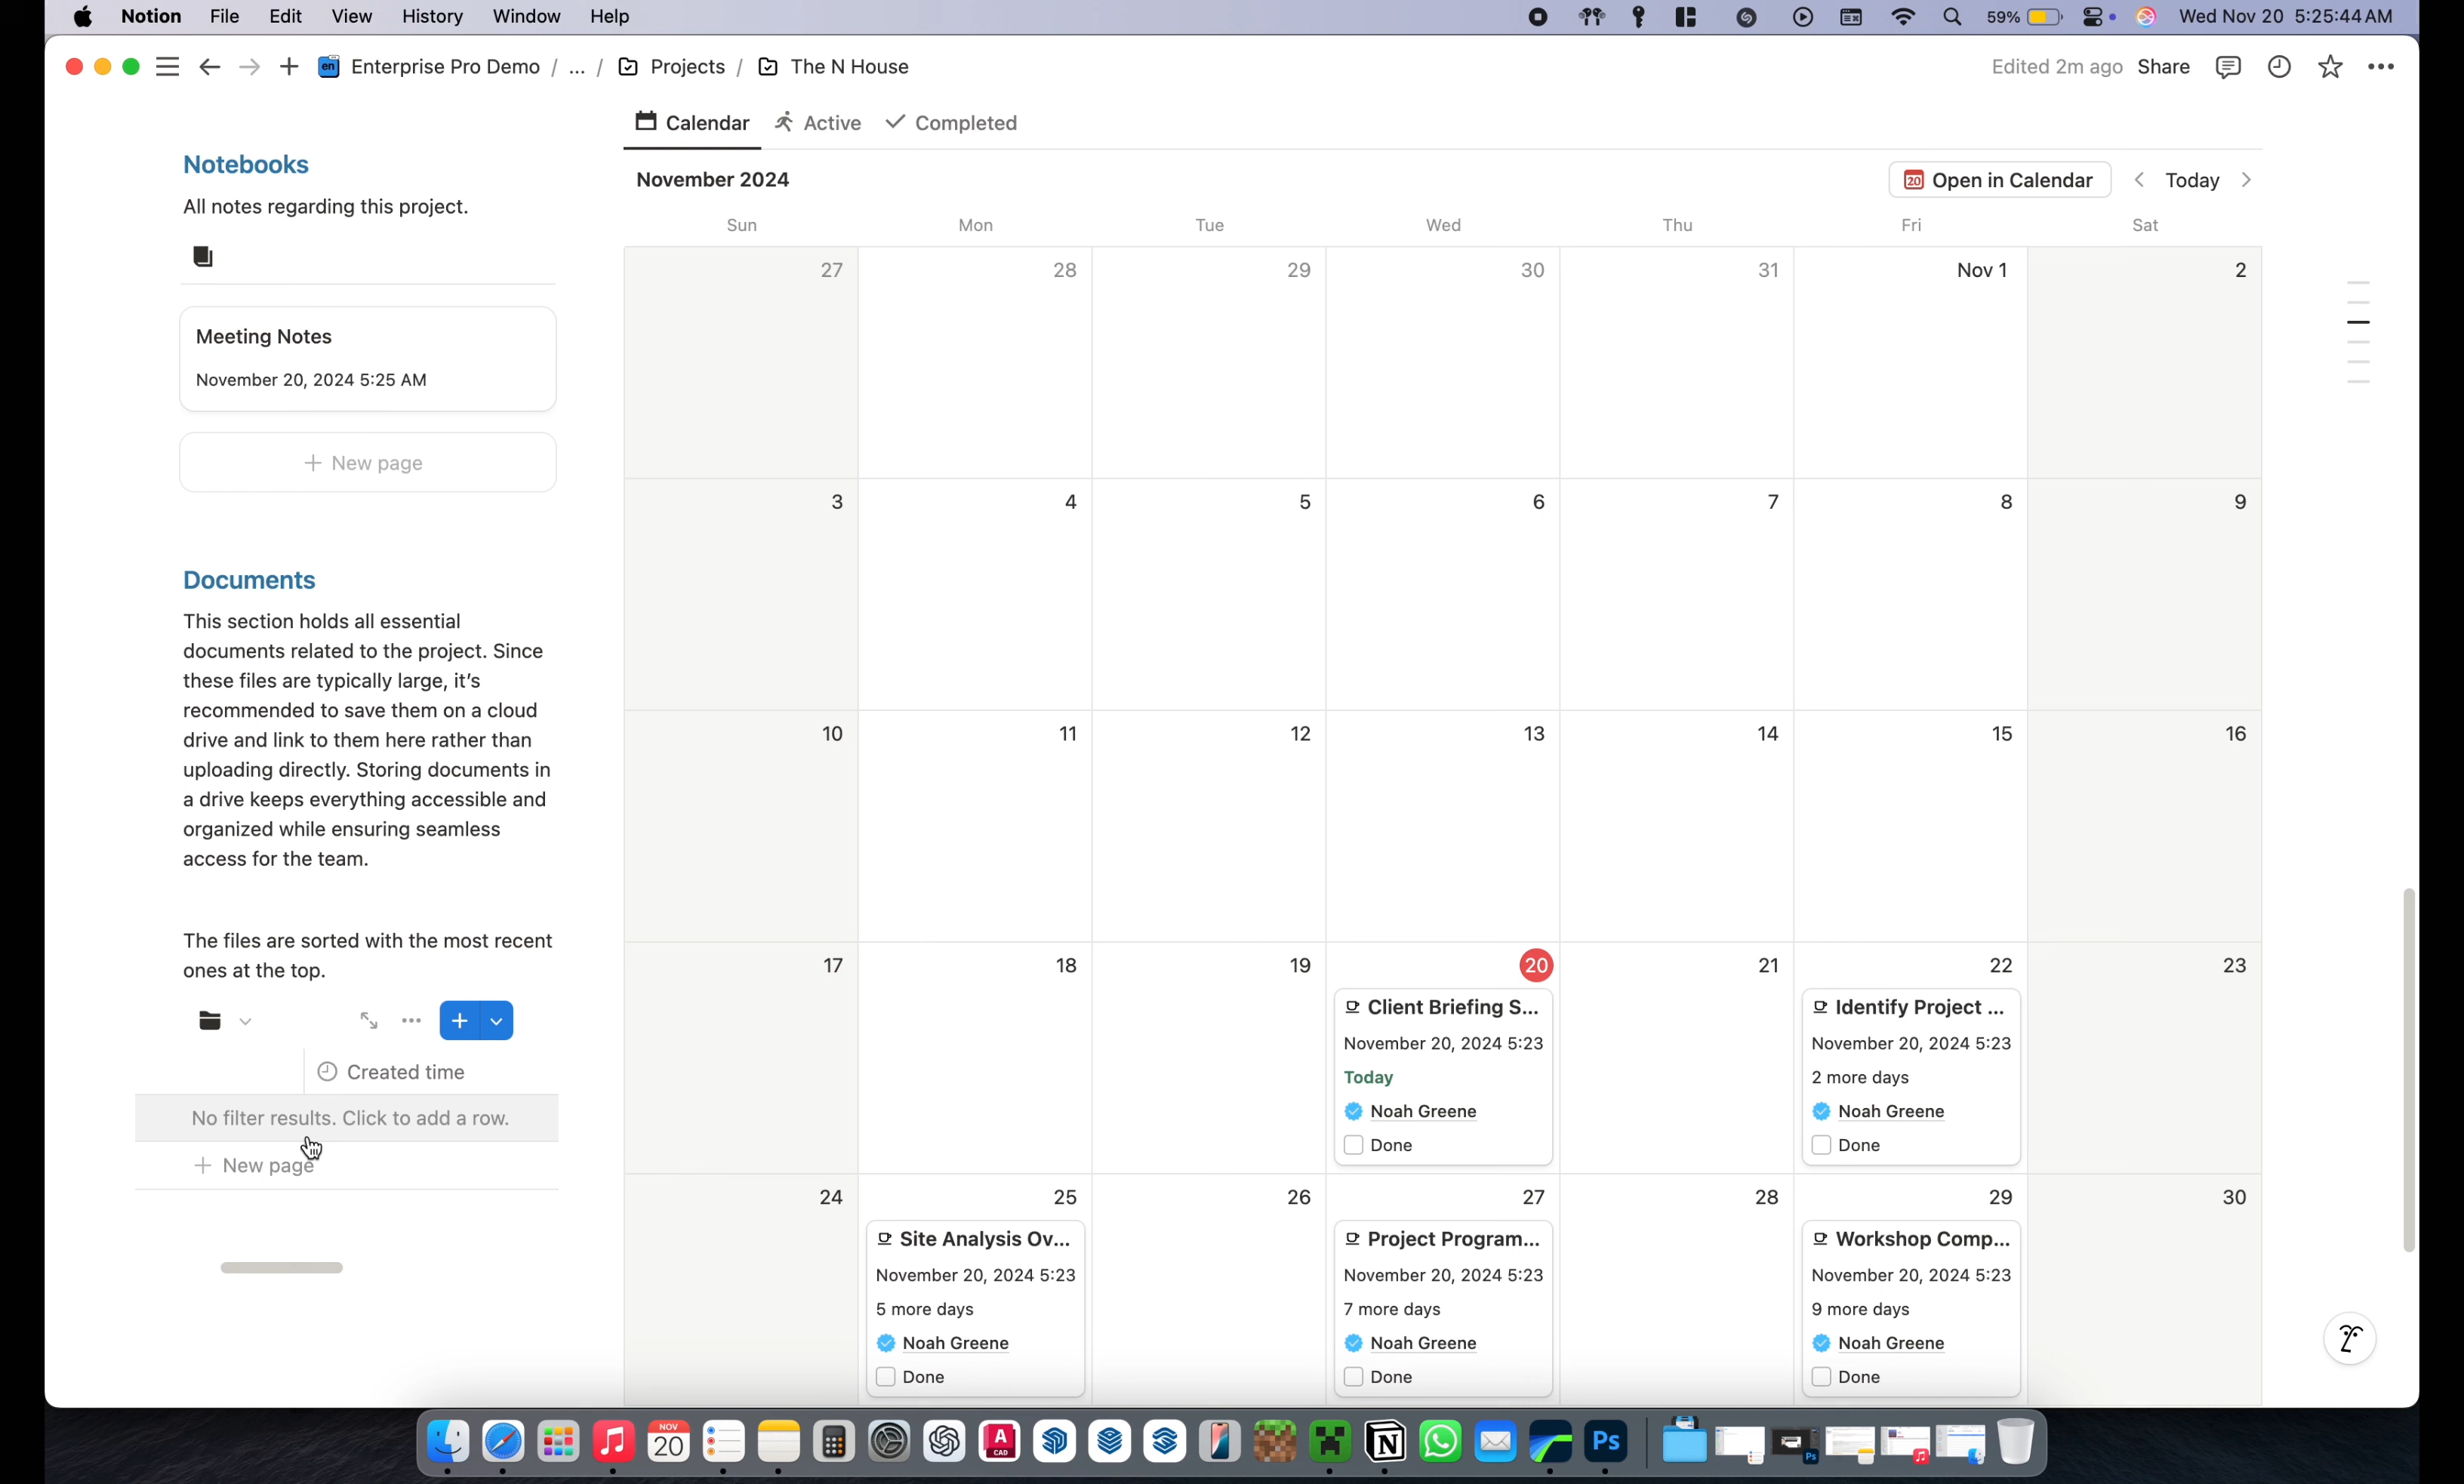 Notion File Edit View History Window Help
59% Wed Nov 20 5:25:44 AM
en Enterprise Pro Demo / ... / Projects / The N House
Edited 2m ago Share
Notebooks
All notes regarding this project.
Meeting Notes
November 20, 2024 5:25 AM
+ New page
Documents
This section holds all essential
documents related to the project. Since
these files are typically large, it's
recommended to save them on a cloud
drive and link to them here rather than
uploading directly. Storing documents in
a drive keeps everything accessible and
organized while ensuring seamless
access for the team.
The files are sorted with the most recent
ones at the top.
Created time
No filter results. Click to add a row.
+ New page
Calendar Active Completed
November 2024
20 Open in Calendar Today
Sun Mon Tue Wed Thu Fri Sat
27 28 29 30 31 Nov 1 2
3 4 5 6 7 8 9
10 11 12 13 14 15 16
17 18 19 20 21 22 23
Client Briefing S...
November 20, 2024 5:23
Today
Noah Greene
Done
Identify Project ...
November 20, 2024 5:23
2 more days
Noah Greene
Done
24 25 26 27 28 29 30
Site Analysis Ov...
November 20, 2024 5:23
5 more days
Noah Greene
Done
Project Program...
November 20, 2024 5:23
7 more days
Noah Greene
Done
Workshop Comp...
November 20, 2024 5:23
9 more days
Noah Greene
Done
NOV
20
A
CAD
N
Ps
Ps